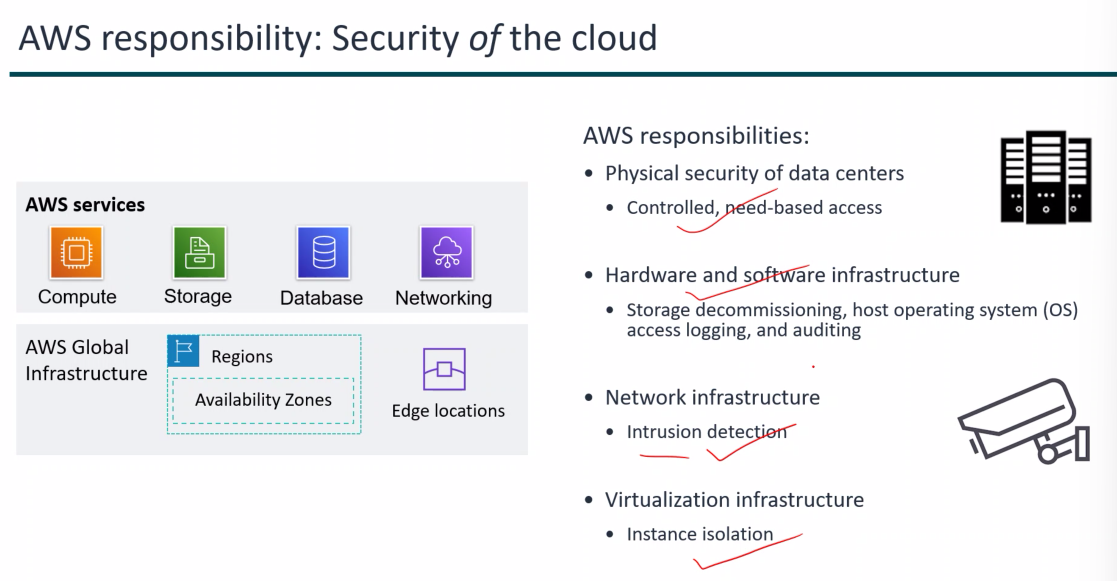 AWS responsibility: Security of the cloud
AWS services
Compute
Storage
Database
Networking
AWS Global
Infrastructure
Regions
Availability Zones
Edge locations
AWS responsibilities:
• Physical security of data centers
• Controlled, need-based access
• Hardware and software infrastructure
• Storage decommissioning, host operating system (OS)
access logging, and auditing
• Network infrastructure
• Intrusion detection
• Virtualization infrastructure
• Instance isolation